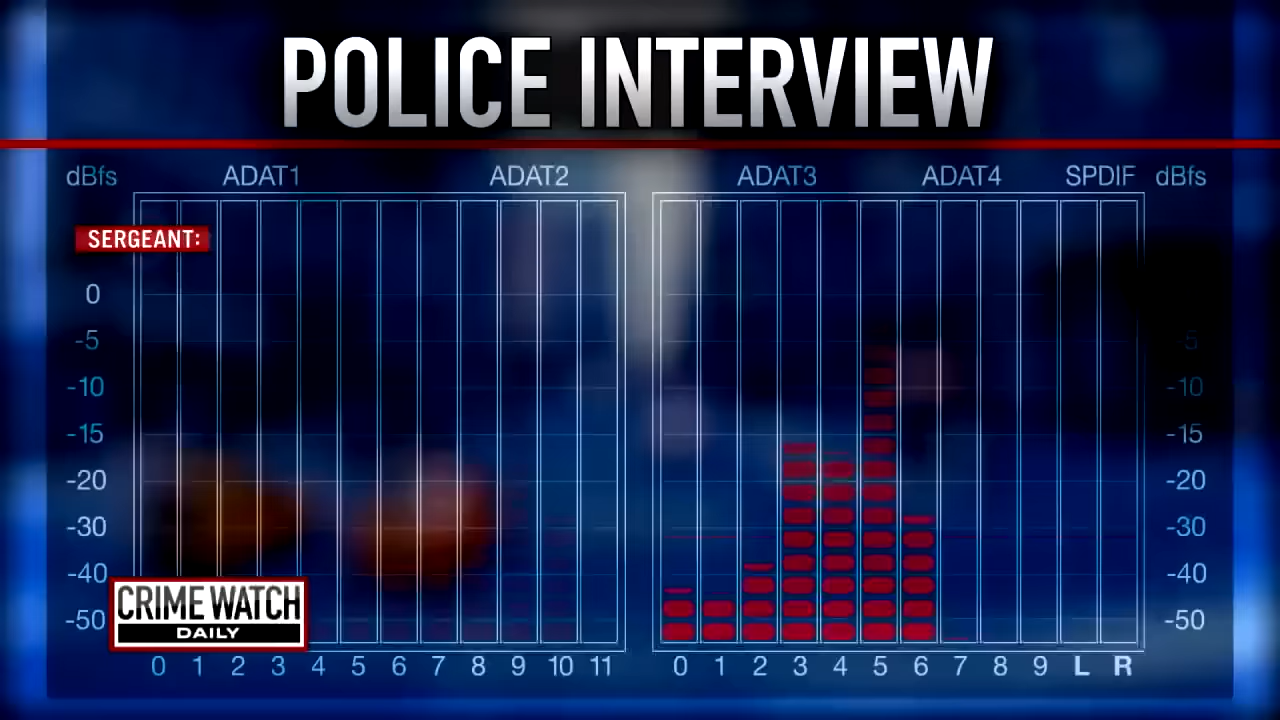 POLICE INTERVIEW
dBfs ADAT1 ADAT2 ADAT3 ADAT4 SPDIF dBfs
SERGEANT:
0
-5 -5
-10 -10
-15 -15
-20 -20
-30 -30
-40 -40
-50 -50
CRIME WATCH
DAILY
0 1 2 3 4 5 6 7 8 9 10 11 0 1 2 3 4 5 6 7 8 9 L R